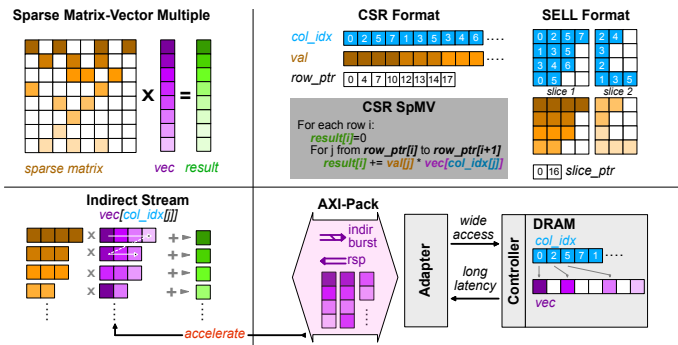 Sparse Matrix-Vector Multiple
X
=
sparse matrix
vec
result
CSR Format
col_idx
0 2 5 7 1 3 5 3 4 6 ....
val
....
row_ptr
0 4 7 10 12 13 14 17
CSR SpMV
For each row i:
result[i]=0
For j from row_ptr[i] to row_ptr[i+1]
result[i] += val[j] * vec[col_idx[j]]
SELL Format
0 2 5 7
1 3 5
3 4 6
0 5
slice 1
2 4
0
2
1 3 5
slice 2
0 16
slice_ptr
Indirect Stream
vec[col_idx[j]]
x
+
x
+
x
+
x
+
accelerate
AXI-Pack
indir
burst
rsp
Adapter
wide
access
long
latency
Controller
DRAM
col_idx
0 2 5 7 1 ....
vec